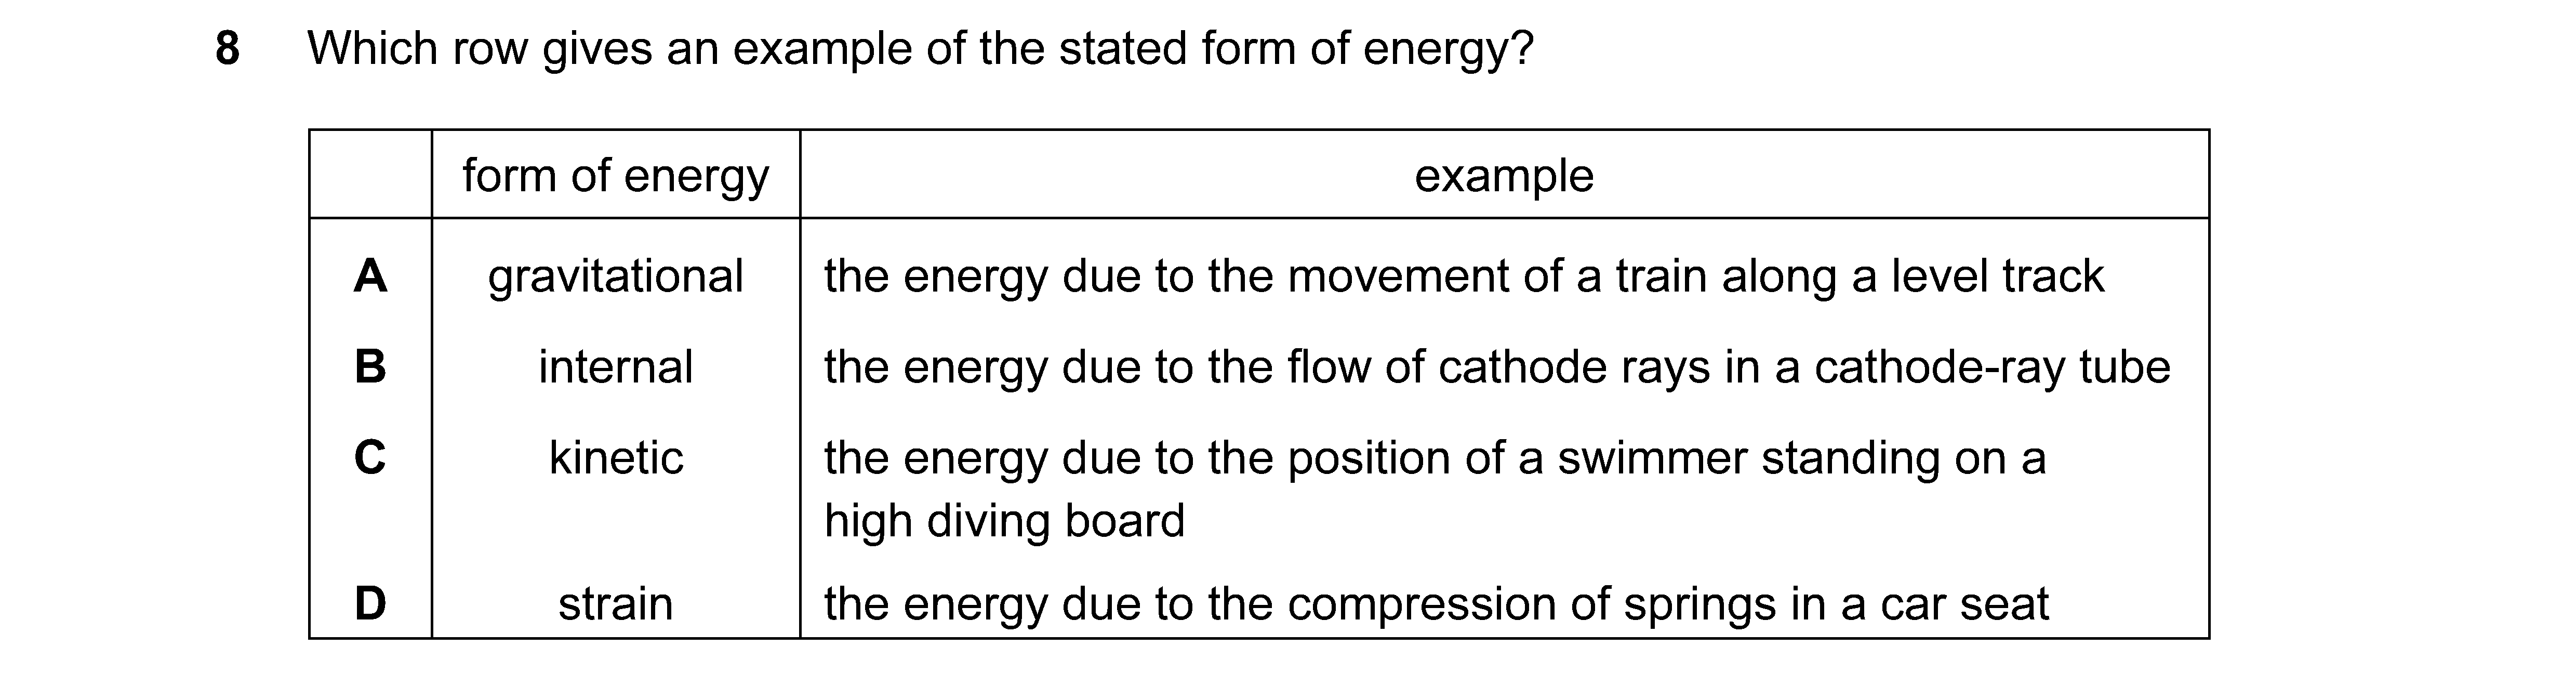 8 Which row gives an example of the stated form of energy?
form of energy example
A gravitational the energy due to the movement of a train along a level track
B internal the energy due to the flow of cathode rays in a cathode-ray tube
C kinetic the energy due to the position of a swimmer standing on a
high diving board
D strain the energy due to the compression of springs in a car seat